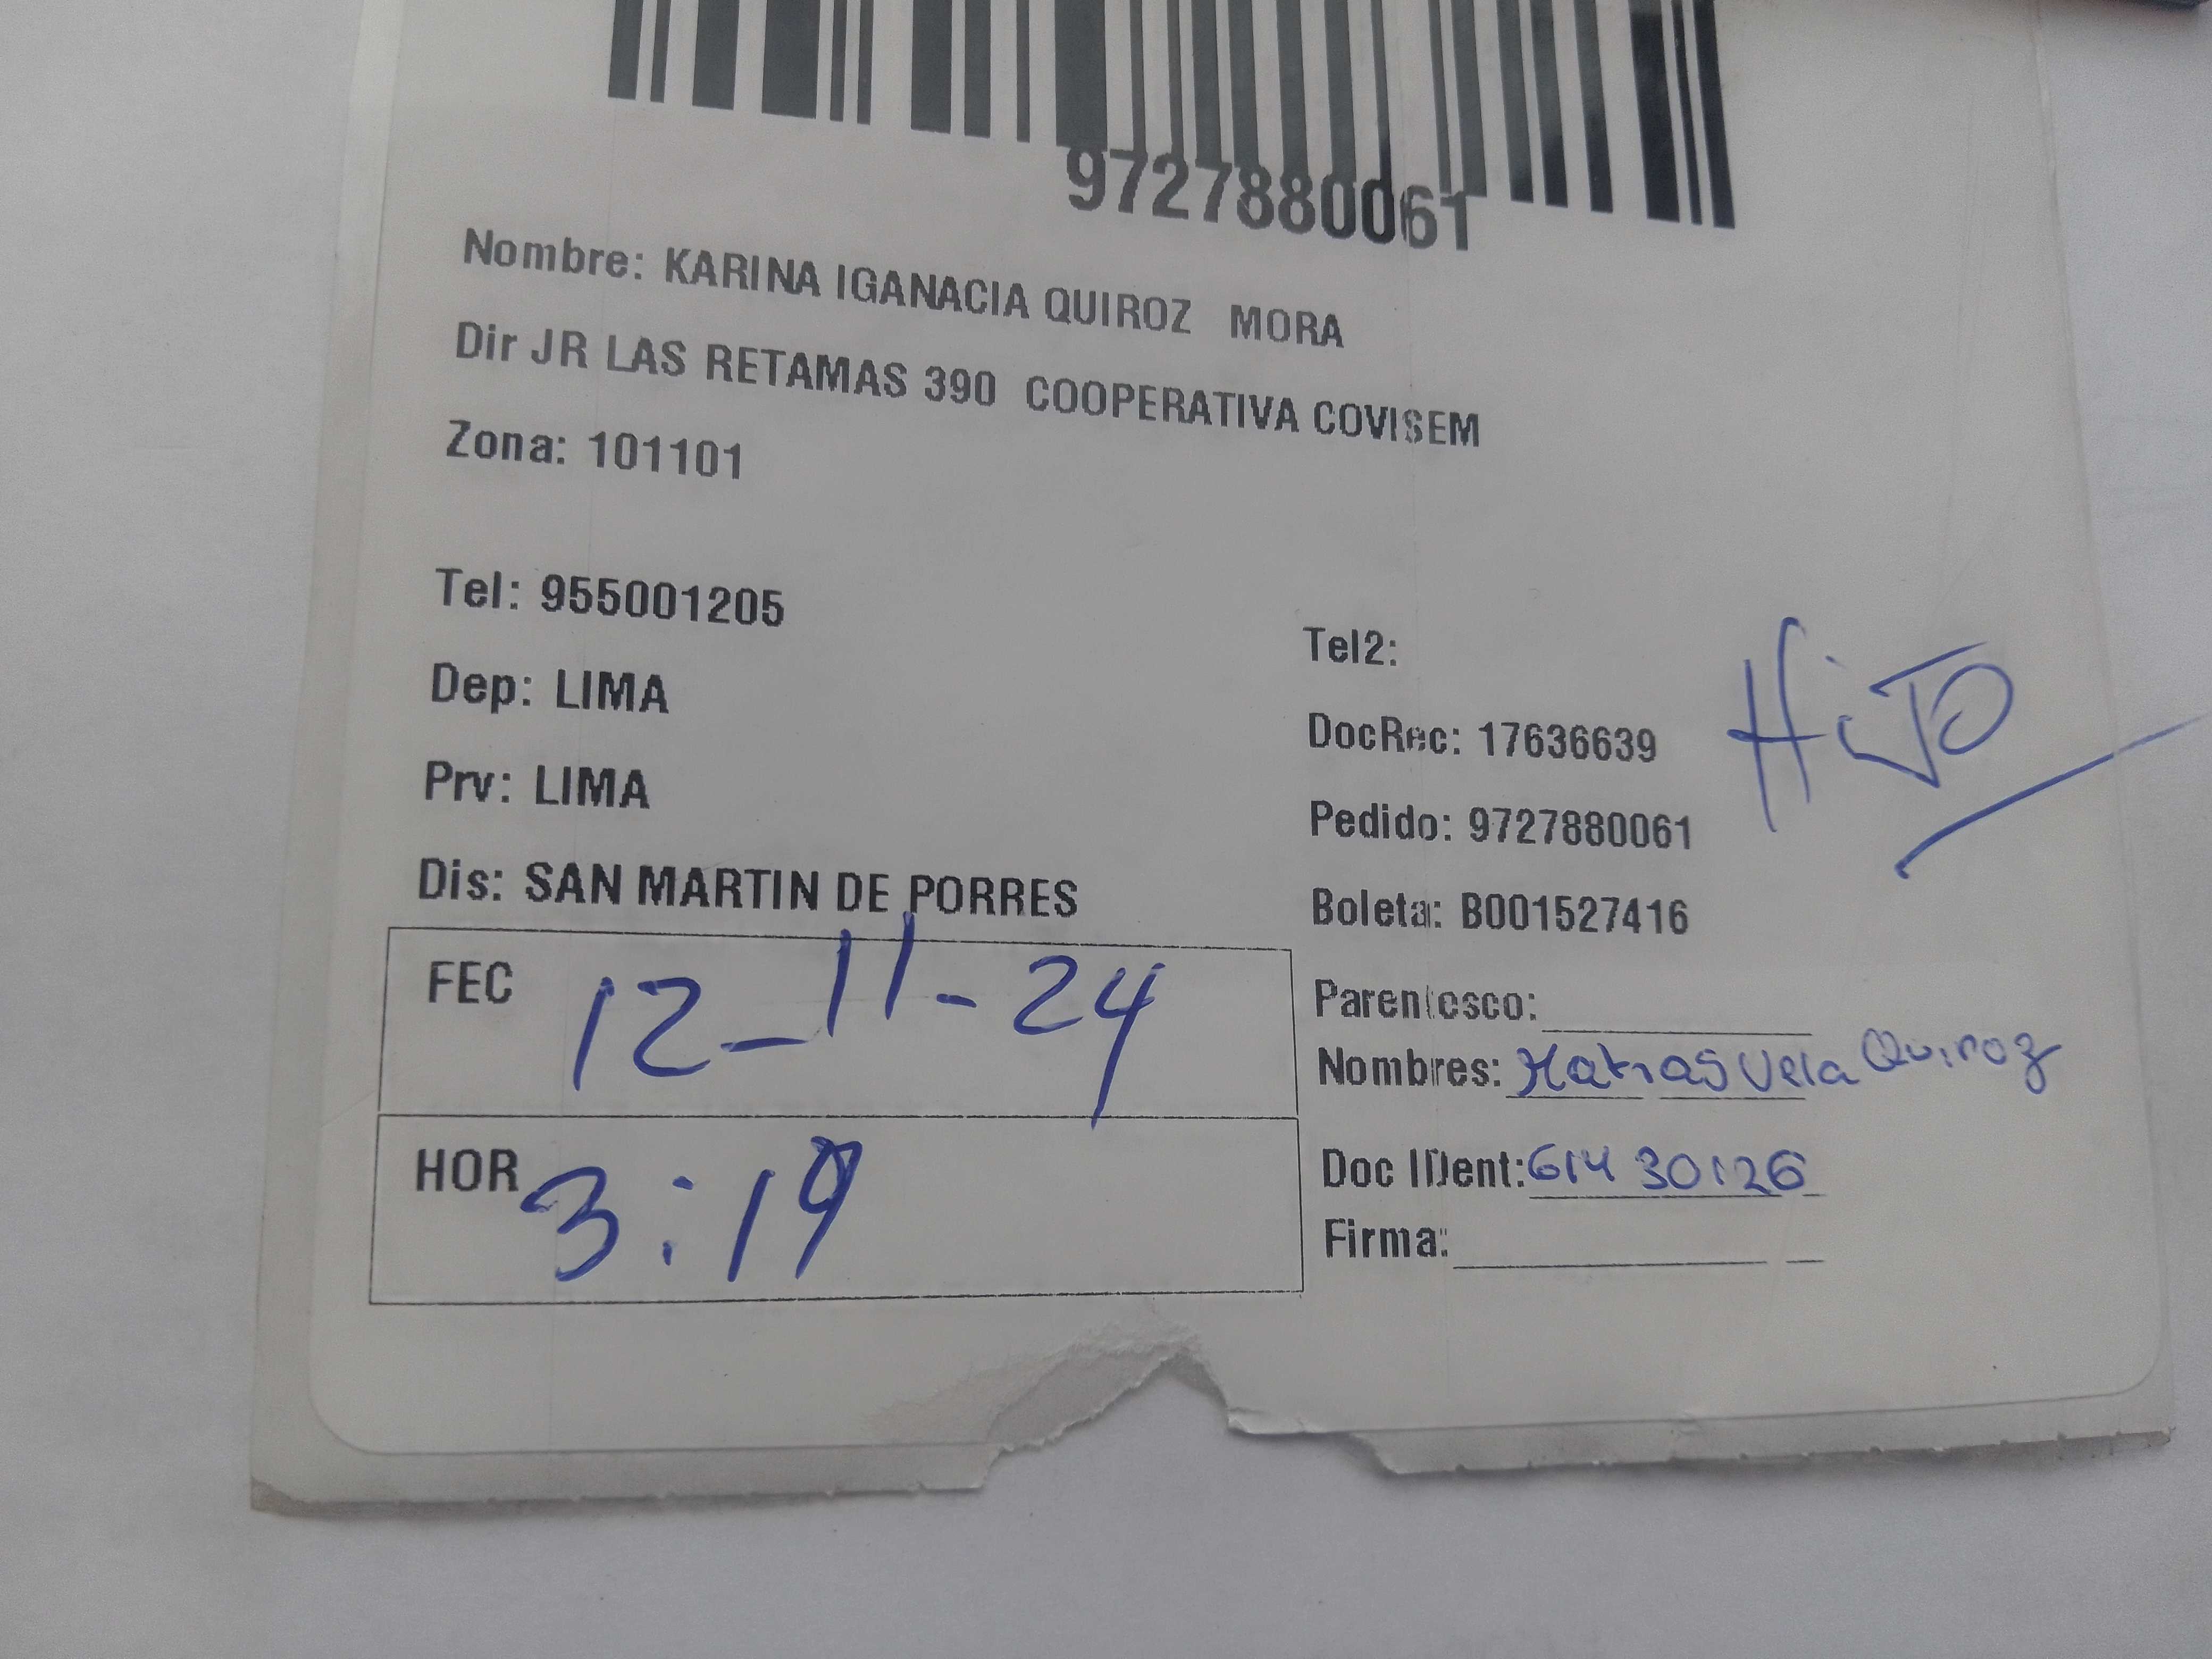 9727880061
Nombre: KARINA IGANACIA QUIROZ MORA
Dir JR LAS RETAMAS 390 COOPERATIVA COVISEM
Zona: 101101
Tel: 955001205
Tel2:
Dep: LIMA
DocRec: 17636639
HiJO
Prv: LIMA
Pedido: 9727880061
Dis: SAN MARTIN DE PORRES
Boleta: B001527416
FEC 12-11-24
Parentesco:
Nombres: Matias Vela Quiroz
HOR 3:19
Doc IDent: 61430126
Firma: